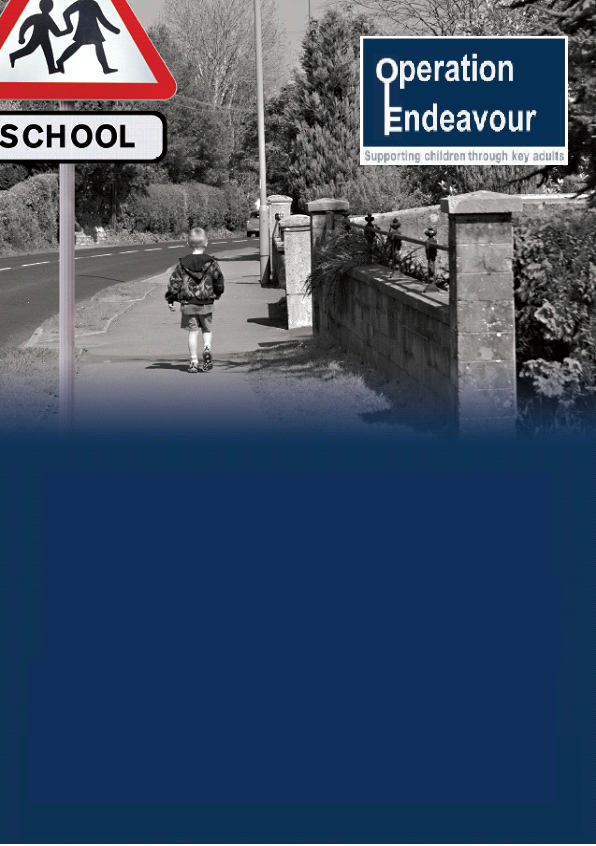 SCHOOL
Operation
Endeavour
Supporting children through key adults